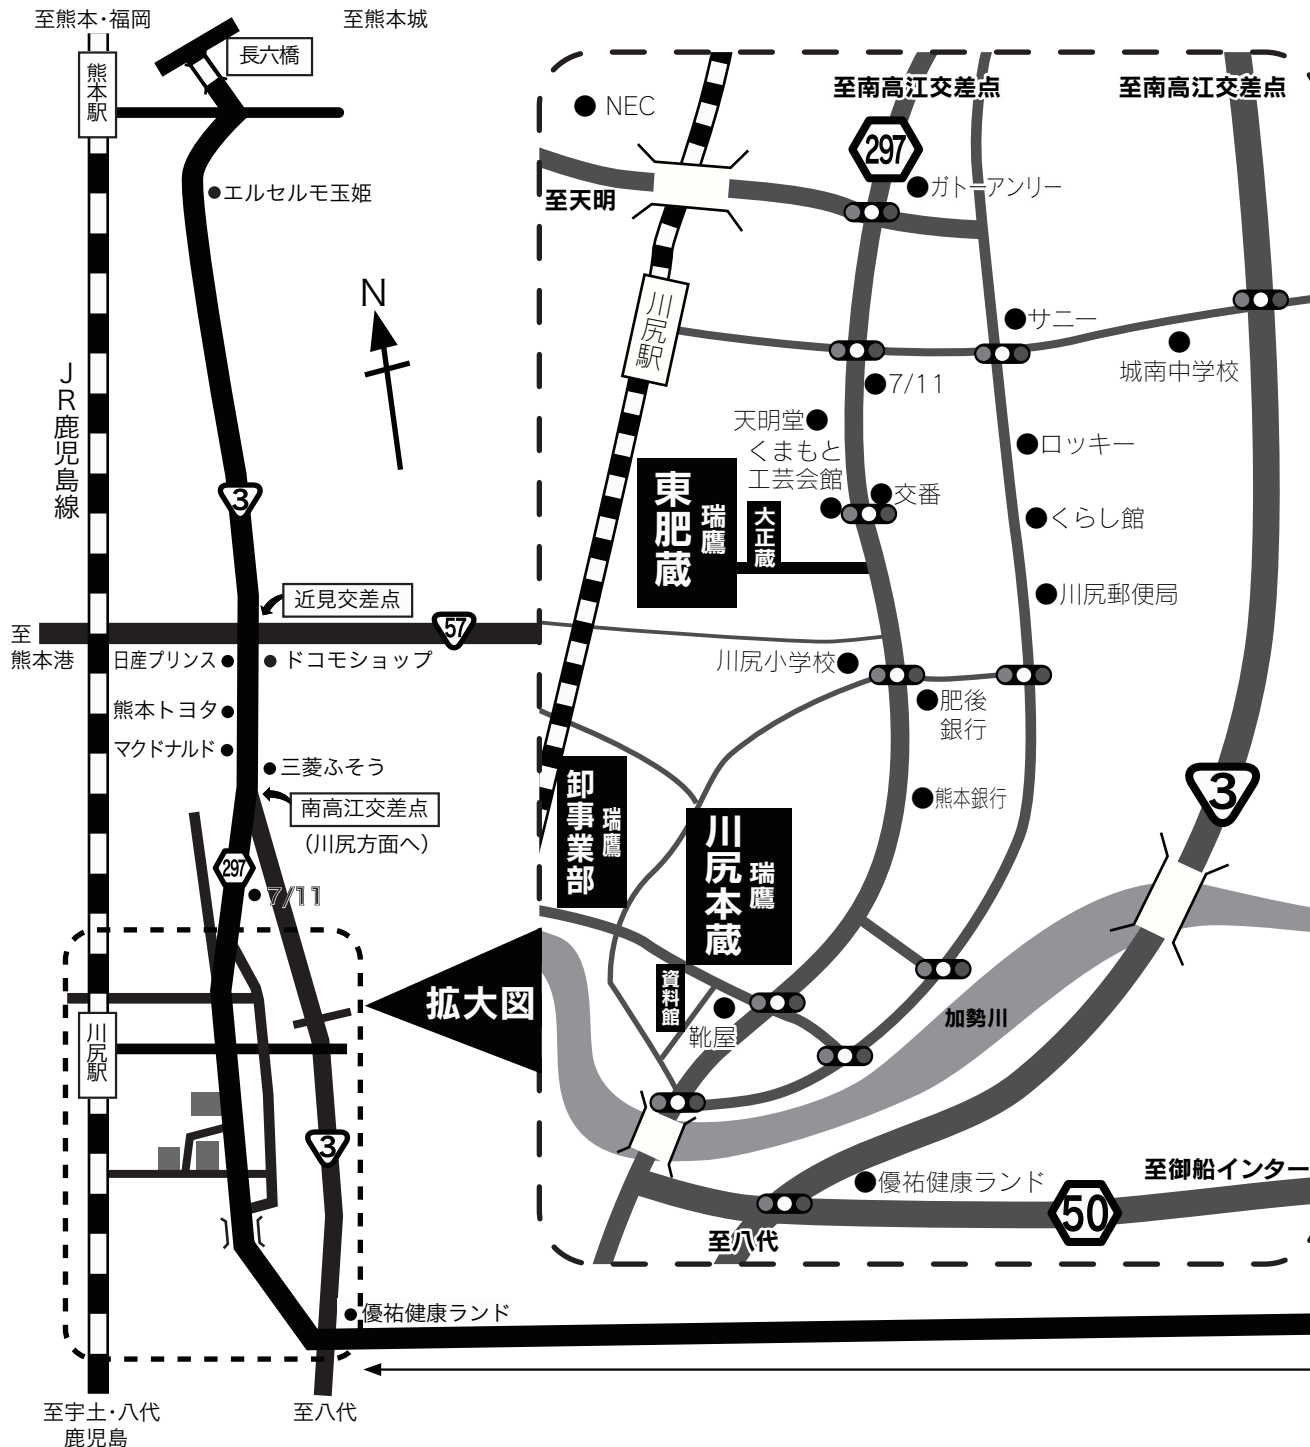 至熊本・福岡
至熊本城
長六橋
熊本駅
エルセルモ玉姫
N
JR鹿児島線
3
近見交差点
57
至
熊本港
日産プリンス
ドコモショップ
熊本トヨタ
マクドナルド
三菱ふそう
南高江交差点
（川尻方面へ）
297
7/11
川尻駅
3
優祐健康ランド
至宇土・八代
鹿児島
至八代
拡大図
NEC
至南高江交差点
至南高江交差点
297
ガトーアンリー
至天明
川尻駅
サニー
城南中学校
7/11
天明堂
くまもと
工芸会館
ロッキー
交番
くらし館
瑞鷹
東肥蔵
大正蔵
川尻郵便局
川尻小学校
肥後
銀行
熊本銀行
3
瑞鷹
卸事業部
瑞鷹
川尻本蔵
資料館
靴屋
加勢川
優祐健康ランド
至御船インター
50
至八代